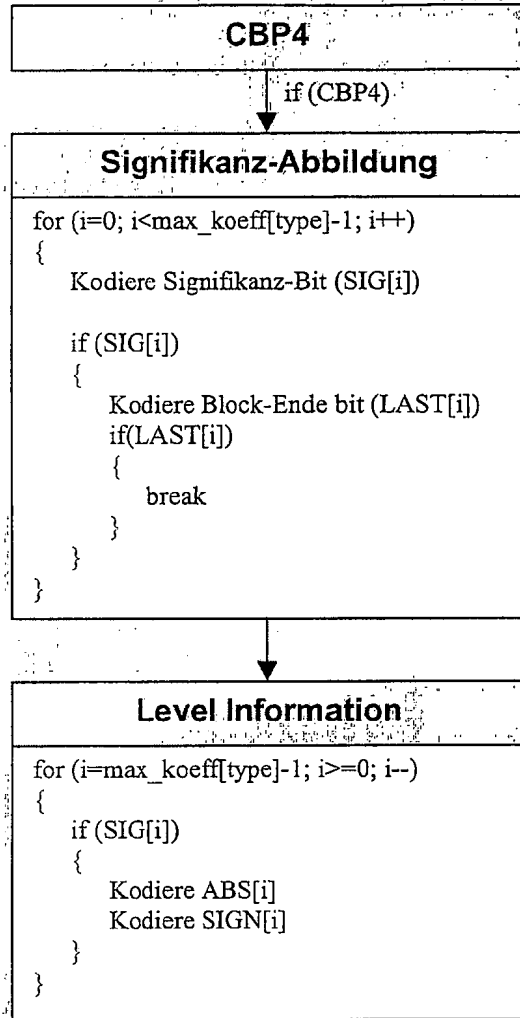 CBP4
if (CBP4)
Signifikanz-Abbildung
for (i=0; i<max_koeff[type]-1; i++)
{
Kodiere Signifikanz-Bit (SIG[i])
if (SIG[i])
{
Kodiere Block-Ende bit (LAST[i])
if(LAST[i])
{
break
}
}
}
Level Information
for (i=max_koeff[type]-1; i>=0; i--)
{
if (SIG[i])
{
Kodiere ABS[i]
Kodiere SIGN[i]
}
}